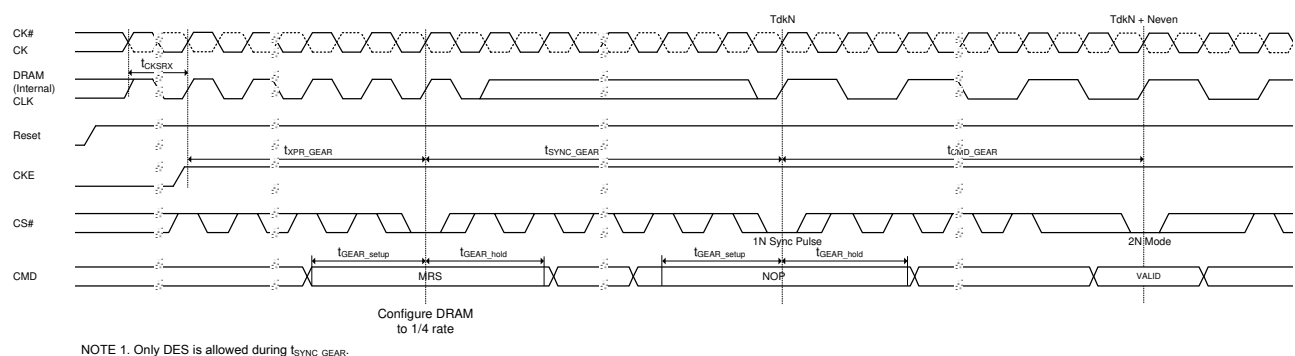 TdkN
TdkN + Neven
CK#
CK
tCKSRX
DRAM
(Internal)
CLK
Reset
tXPR_GEAR
tSYNC_GEAR
tCMD_GEAR
CKE
CS#
1N Sync Pulse
2N Mode
tGEAR_setup
tGEAR_hold
tGEAR_setup
tGEAR_hold
CMD
MRS
NOP
VALID
Configure DRAM
to 1/4 rate
NOTE 1. Only DES is allowed during tSYNC_GEAR.